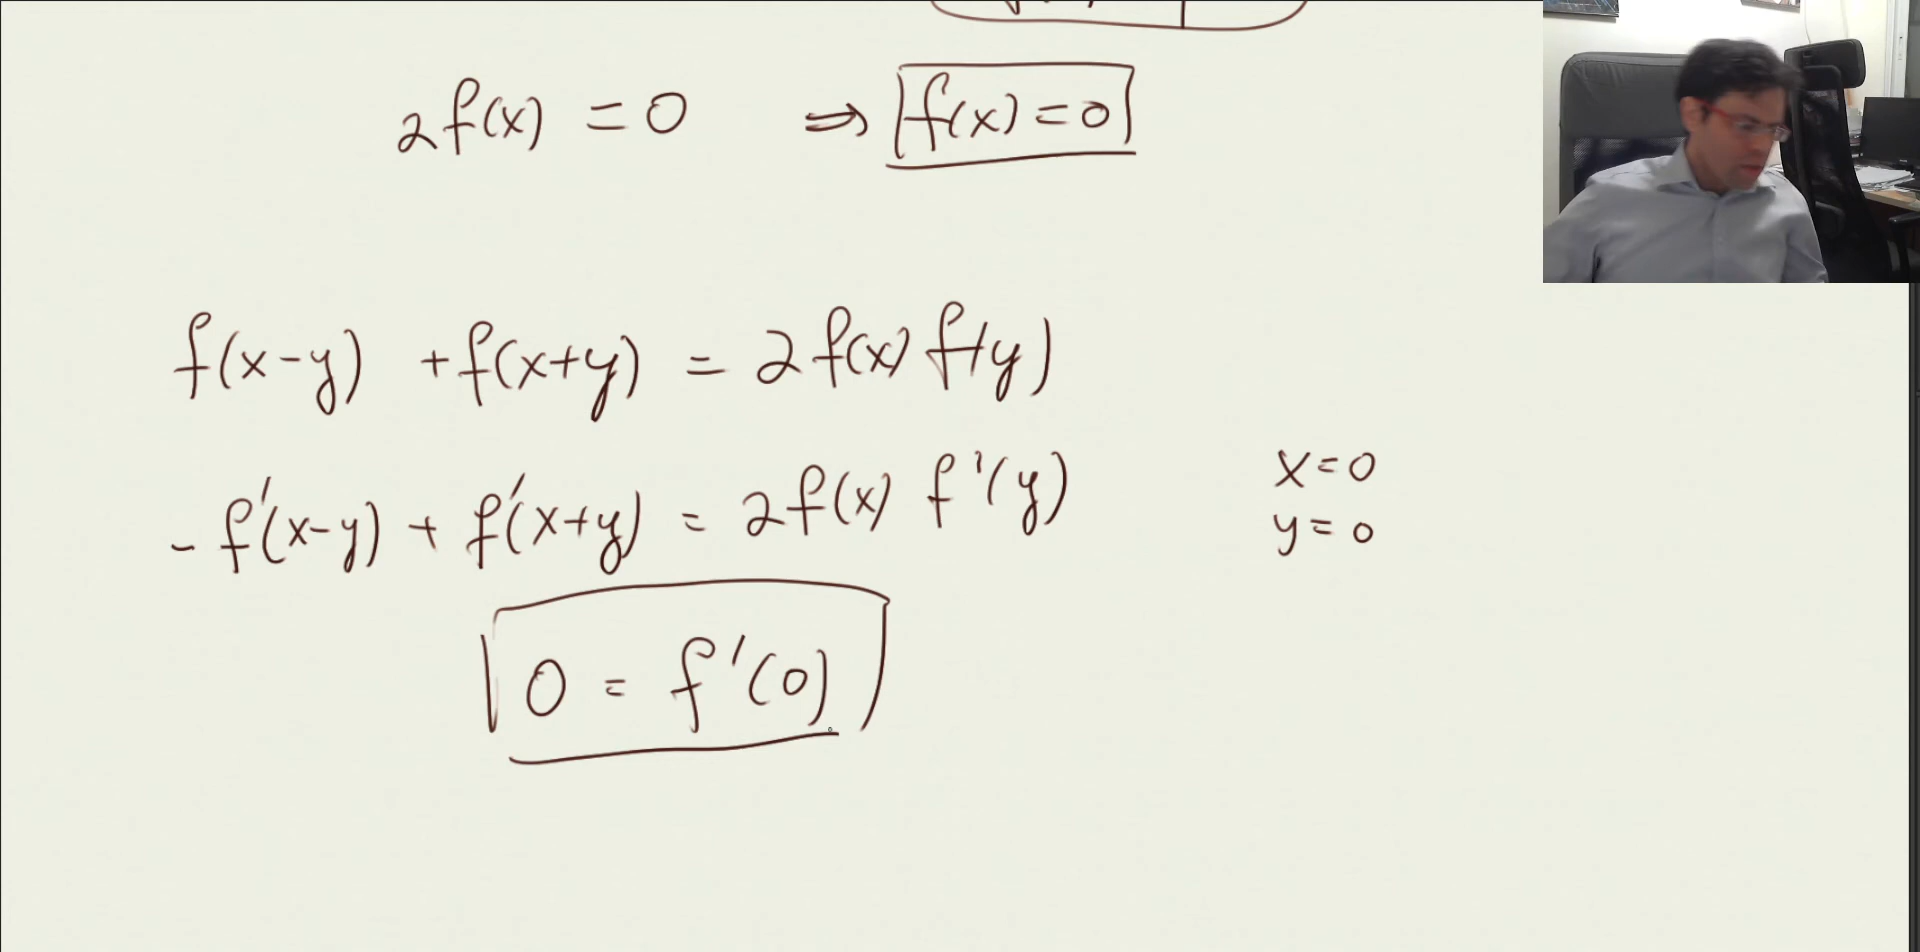 2f(x) = 0 ⇒ f(x) = 0
f(x-y) + f(x+y) = 2f(x) f(y)
-f'(x-y) + f'(x+y) = 2f(x) f'(y)
x=0
y=0
0 = f'(0)